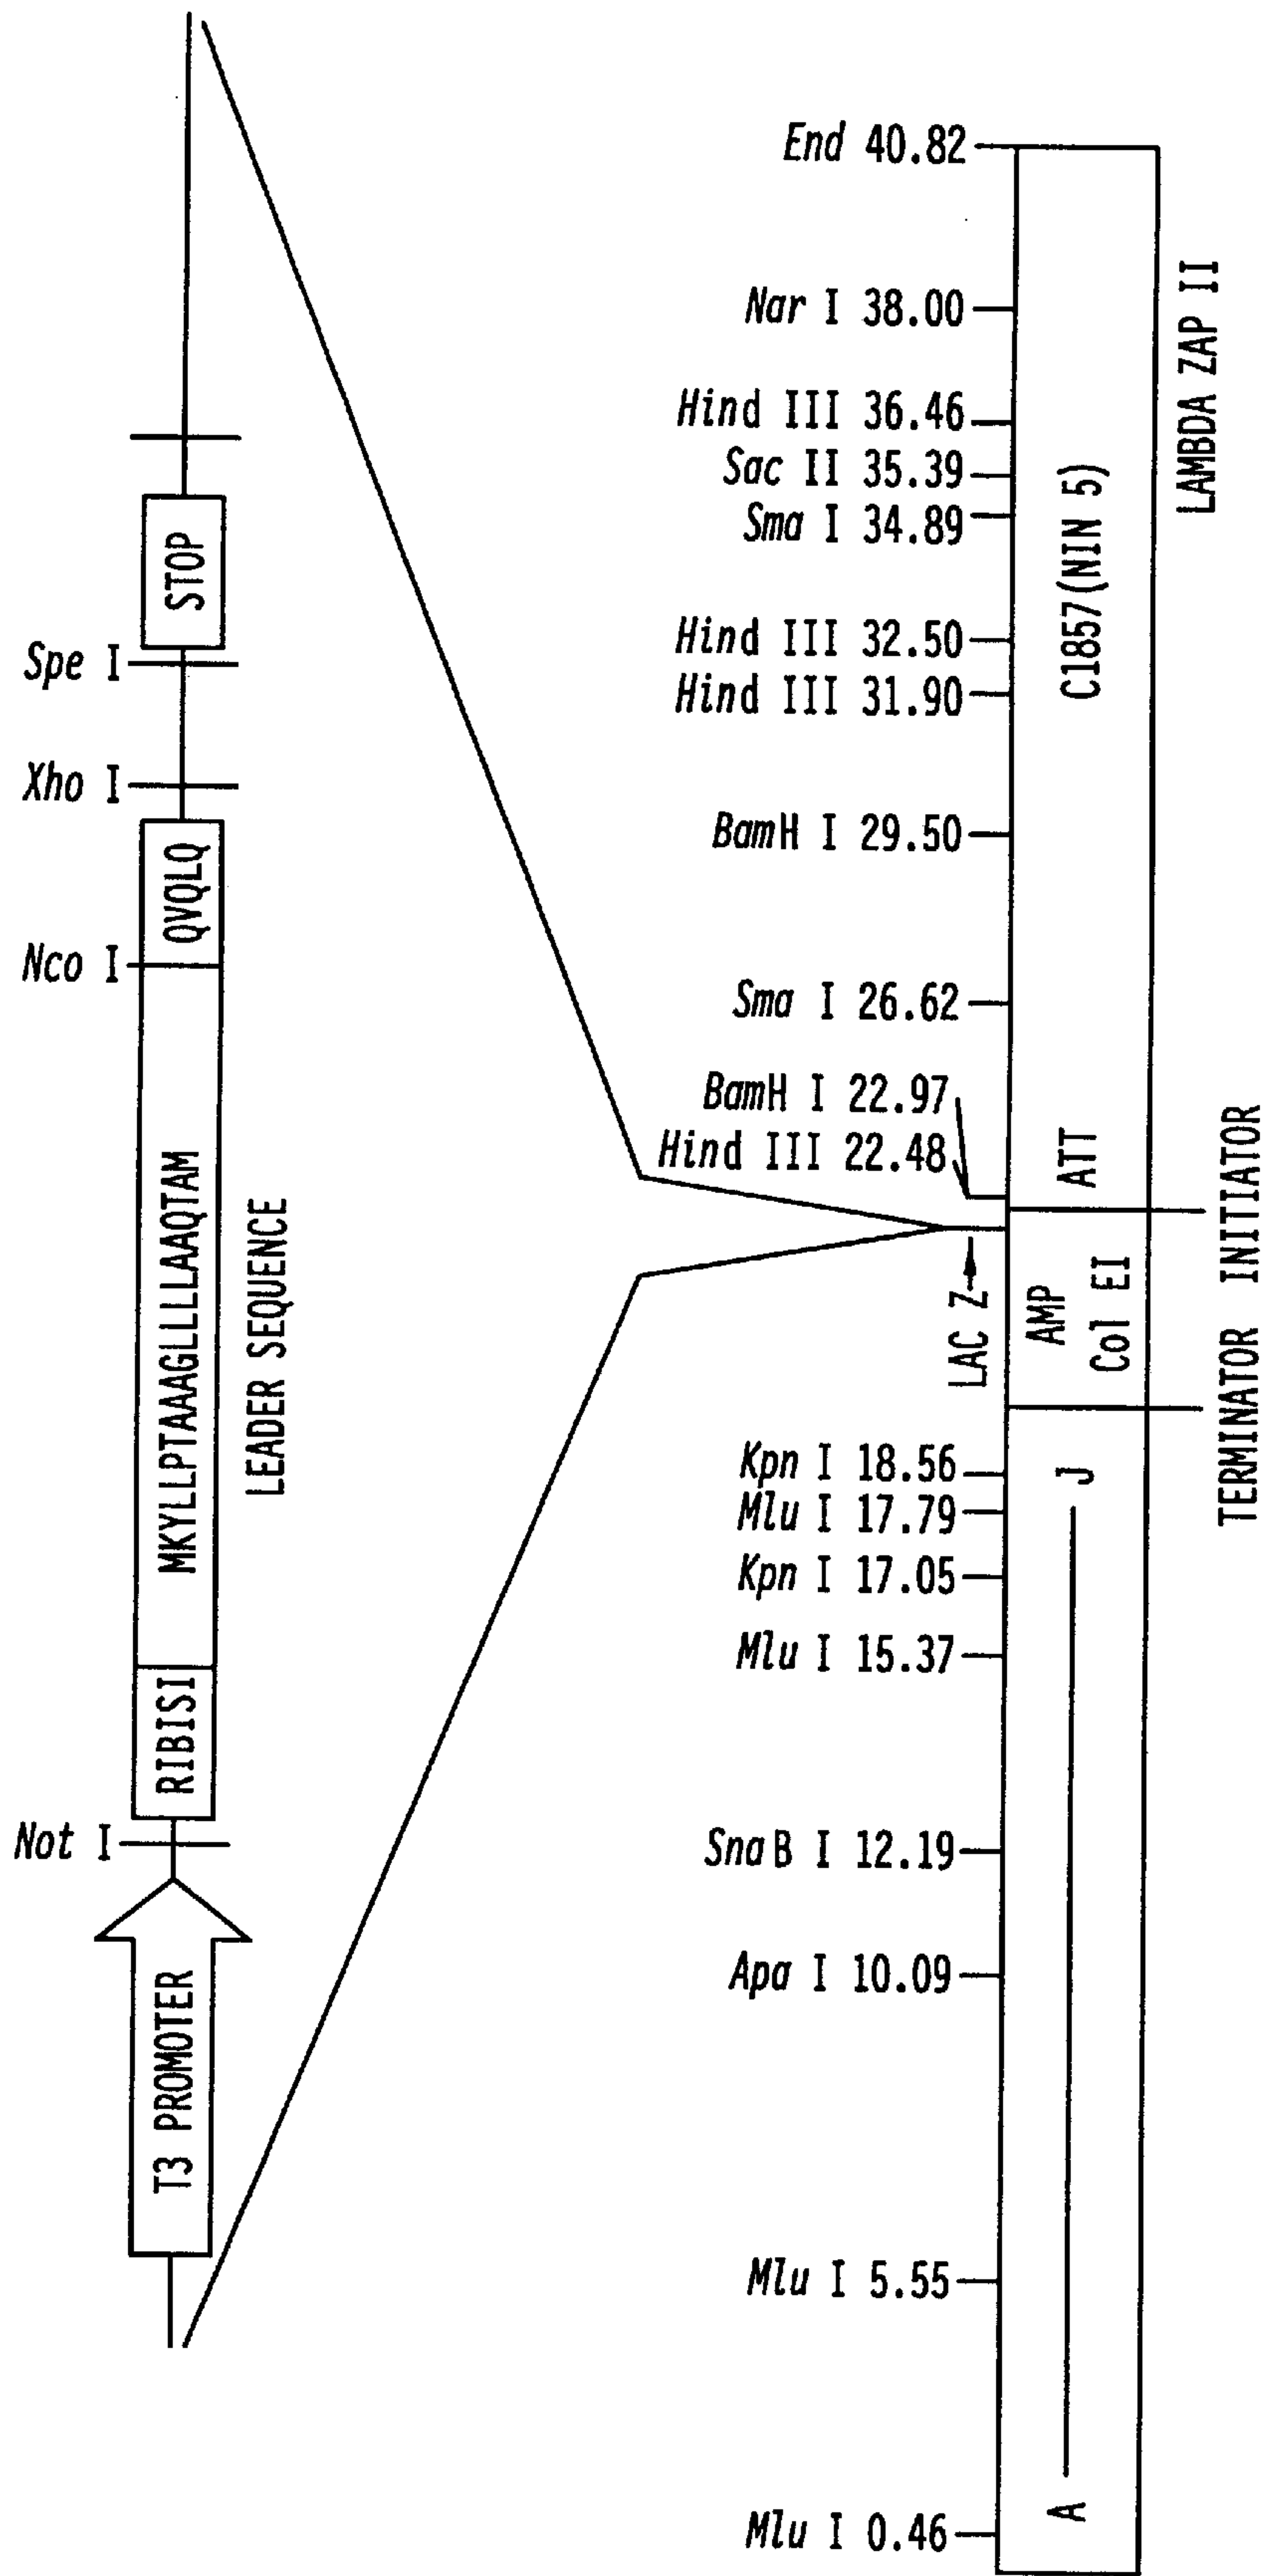 Not I
Nco I
Xho I
Spe I
T3 PROMOTER
RIBISI
MKYLLPTAAAGLLLLAAQTAM
QVQLQ
STOP
LEADER SEQUENCE
Mlu I 0.46
Mlu I 5.55
Apa I 10.09
SnaB I 12.19
Mlu I 15.37
Kpn I 17.05
Mlu I 17.79
Kpn I 18.56
LAC Z
Hind III 22.48
BamH I 22.97
Sma I 26.62
BamH I 29.50
Hind III 31.90
Hind III 32.50
Sma I 34.89
Sac II 35.39
Hind III 36.46
Nar I 38.00
End 40.82
A
J
AMP
Col EI
ATT
C1857(NIN 5)
TERMINATOR
INITIATOR
LAMBDA ZAP II